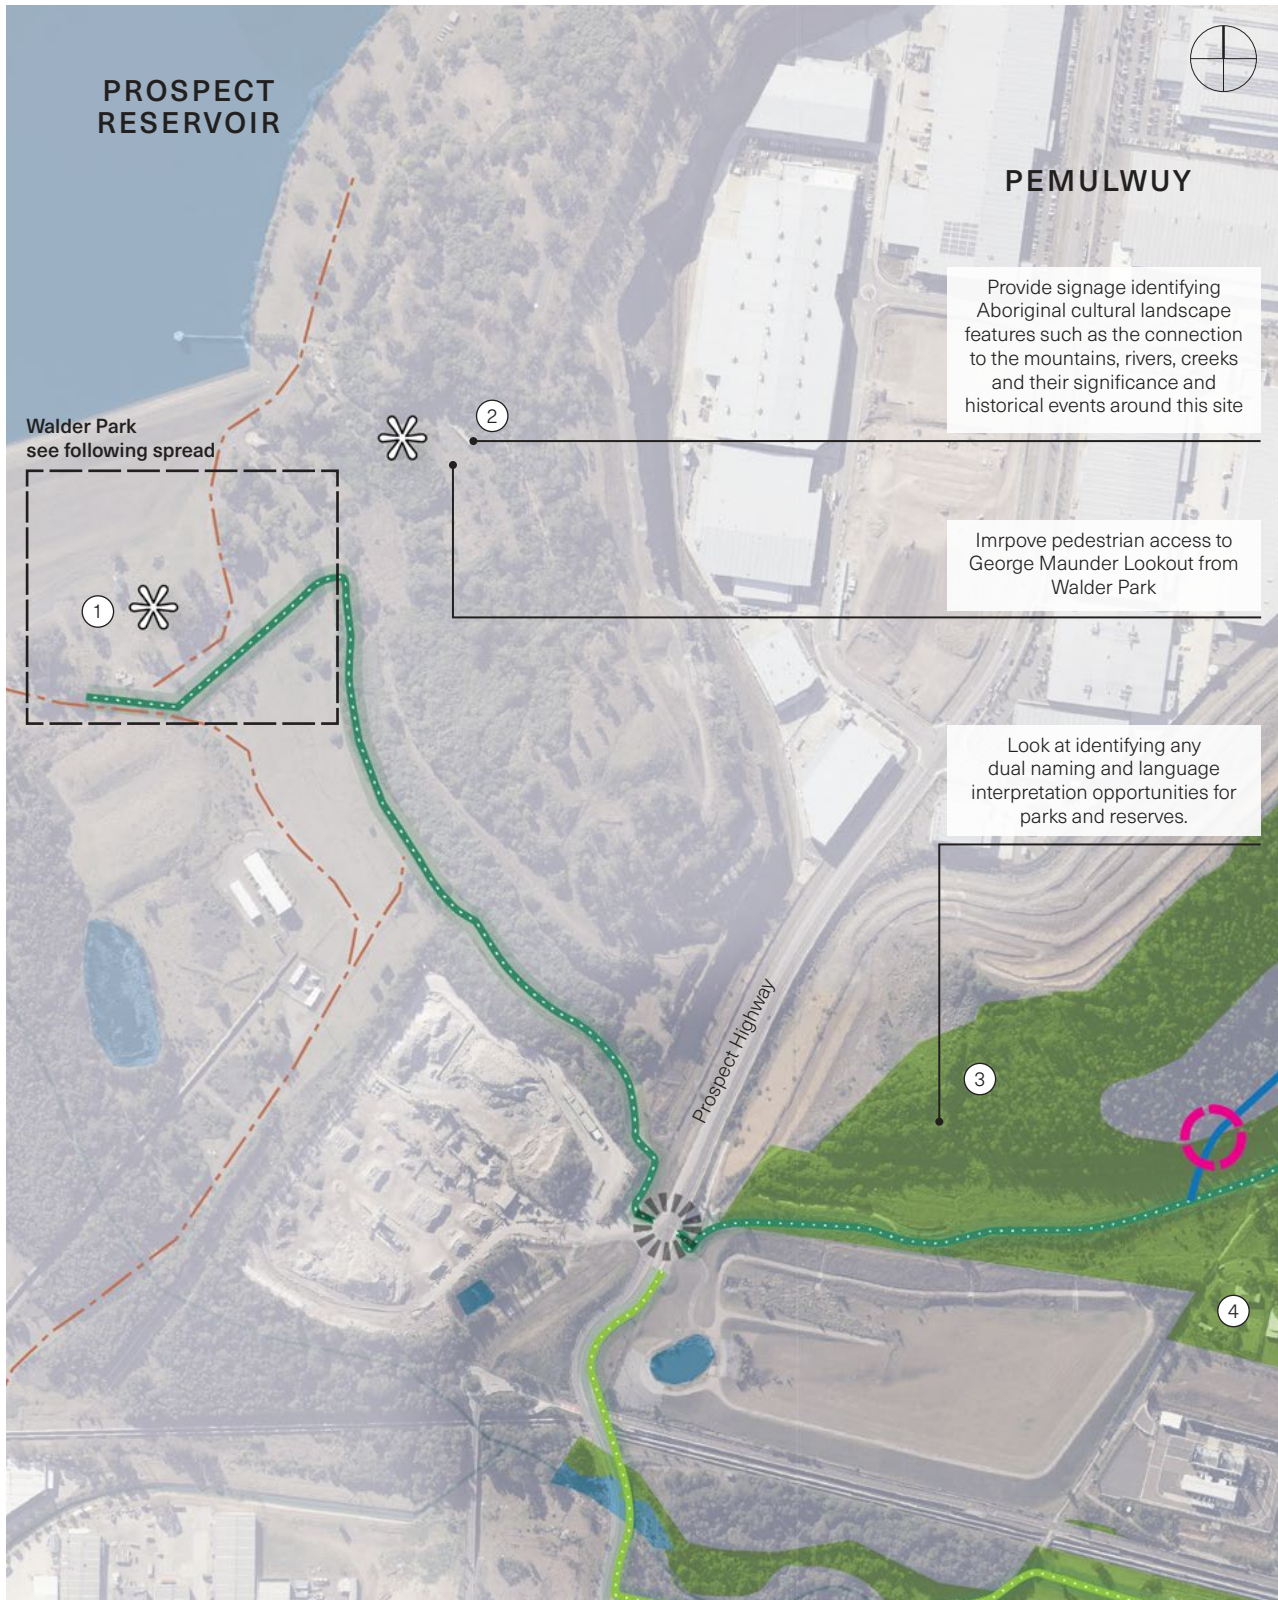 PROSPECT
RESERVOIR
PEMULWUY
Provide signage identifying
Aboriginal cultural landscape
features such as the connection
to the mountains, rivers, creeks
and their significance and
historical events around this site
2
Walder Park
see following spread
Imrpove pedestrian access to
George Maunder Lookout from
Walder Park
1
Look at identifying any
dual naming and language
interpretation opportunities for
parks and reserves.
Prospect Highway
3
4